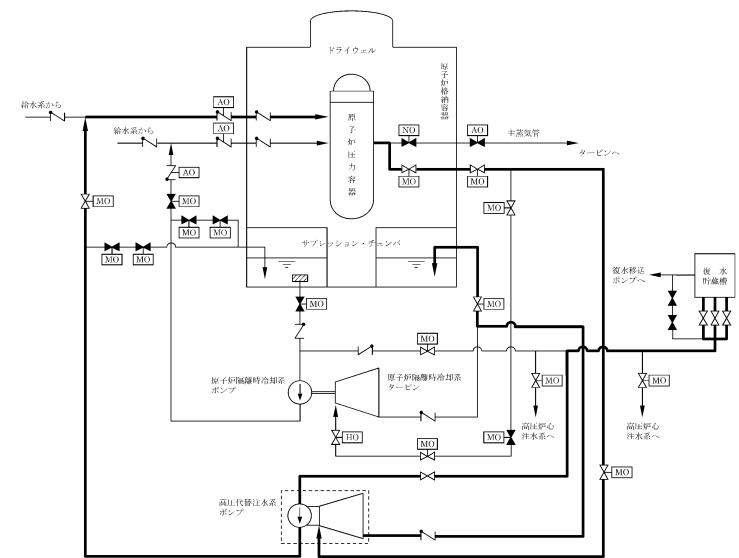 ドライウェル
原子炉格納容器
給水系から
AO
給水系から
AO
原子炉圧力容器
NO
AO
主蒸気管
タービンへ
MO
MO
AO
MO
MO
MO
MO
MO
MO
MO
サプレッション・チェンバ
復水移送
ポンプへ
復水
貯蔵槽
MO
MO
MO
原子炉隔離時冷却系
ポンプ
原子炉隔離時冷却系
タービン
MO
MO
高圧炉心
注水系へ
高圧炉心
注水系へ
HO
MO
MO
MO
高圧代替注水系
ポンプ